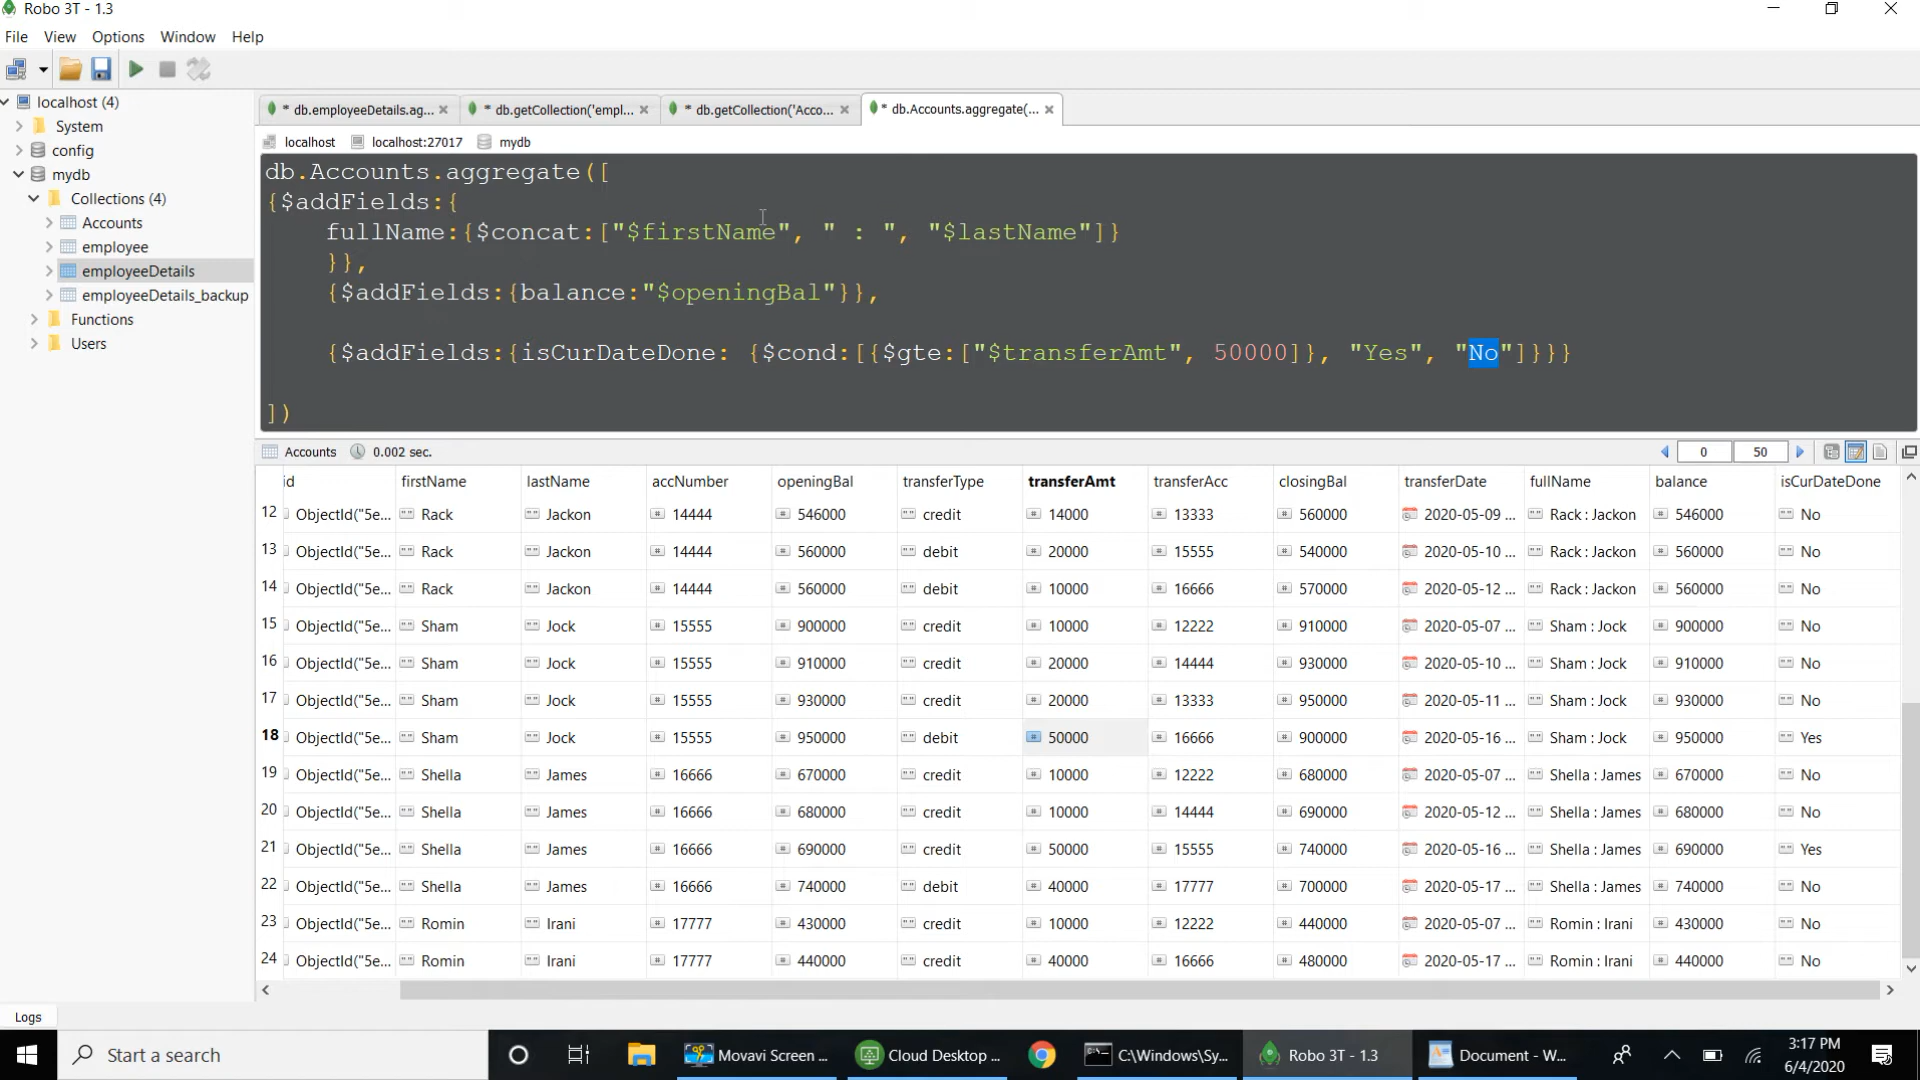 Robo 3T - 1.3
File View Options Window Help
localhost (4)
System
config
mydb
Collections (4)
Accounts
employee
employeeDetails
employeeDetails_backup
Functions
Users
* db.employeeDetails.ag... * db.getCollection('empl... * db.getCollection('Acco... * db.Accounts.aggregate(...
localhost localhost:27017 mydb
db.Accounts.aggregate([
{$addFields:{
fullName:{$concat:["$firstName", " : ", "$lastName"]}
}},
{$addFields:{balance:"$openingBal"}},
{$addFields:{isCurDateDone: {$cond:[{$gte:["$transferAmt", 50000]}, "Yes", "No"]}}}
])
Accounts 0.002 sec. 0 50
id firstName lastName accNumber openingBal transferType transferAmt transferAcc closingBal transferDate fullName balance isCurDateDone
12 ObjectId("5e... Rack Jackon 14444 546000 credit 14000 13333 560000 2020-05-09 ... Rack : Jackon 546000 No
13 ObjectId("5e... Rack Jackon 14444 560000 debit 20000 15555 540000 2020-05-10 ... Rack : Jackon 560000 No
14 ObjectId("5e... Rack Jackon 14444 560000 debit 10000 16666 570000 2020-05-12 ... Rack : Jackon 560000 No
15 ObjectId("5e... Sham Jock 15555 900000 credit 10000 12222 910000 2020-05-07 ... Sham : Jock 900000 No
16 ObjectId("5e... Sham Jock 15555 910000 credit 20000 14444 930000 2020-05-10 ... Sham : Jock 910000 No
17 ObjectId("5e... Sham Jock 15555 930000 credit 20000 13333 950000 2020-05-11 ... Sham : Jock 930000 No
18 ObjectId("5e... Sham Jock 15555 950000 debit 50000 16666 900000 2020-05-16 ... Sham : Jock 950000 Yes
19 ObjectId("5e... Shella James 16666 670000 credit 10000 12222 680000 2020-05-07 ... Shella : James 670000 No
20 ObjectId("5e... Shella James 16666 680000 credit 10000 14444 690000 2020-05-12 ... Shella : James 680000 No
21 ObjectId("5e... Shella James 16666 690000 credit 50000 15555 740000 2020-05-16 ... Shella : James 690000 Yes
22 ObjectId("5e... Shella James 16666 740000 debit 40000 17777 700000 2020-05-17 ... Shella : James 740000 No
23 ObjectId("5e... Romin Irani 17777 430000 credit 10000 12222 440000 2020-05-07 ... Romin : Irani 430000 No
24 ObjectId("5e... Romin Irani 17777 440000 credit 40000 16666 480000 2020-05-17 ... Romin : Irani 440000 No
Logs
Start a search Movavi Screen ... Cloud Desktop ... C:\Windows\Sy... Robo 3T - 1.3 Document - W...
3:17 PM
6/4/2020